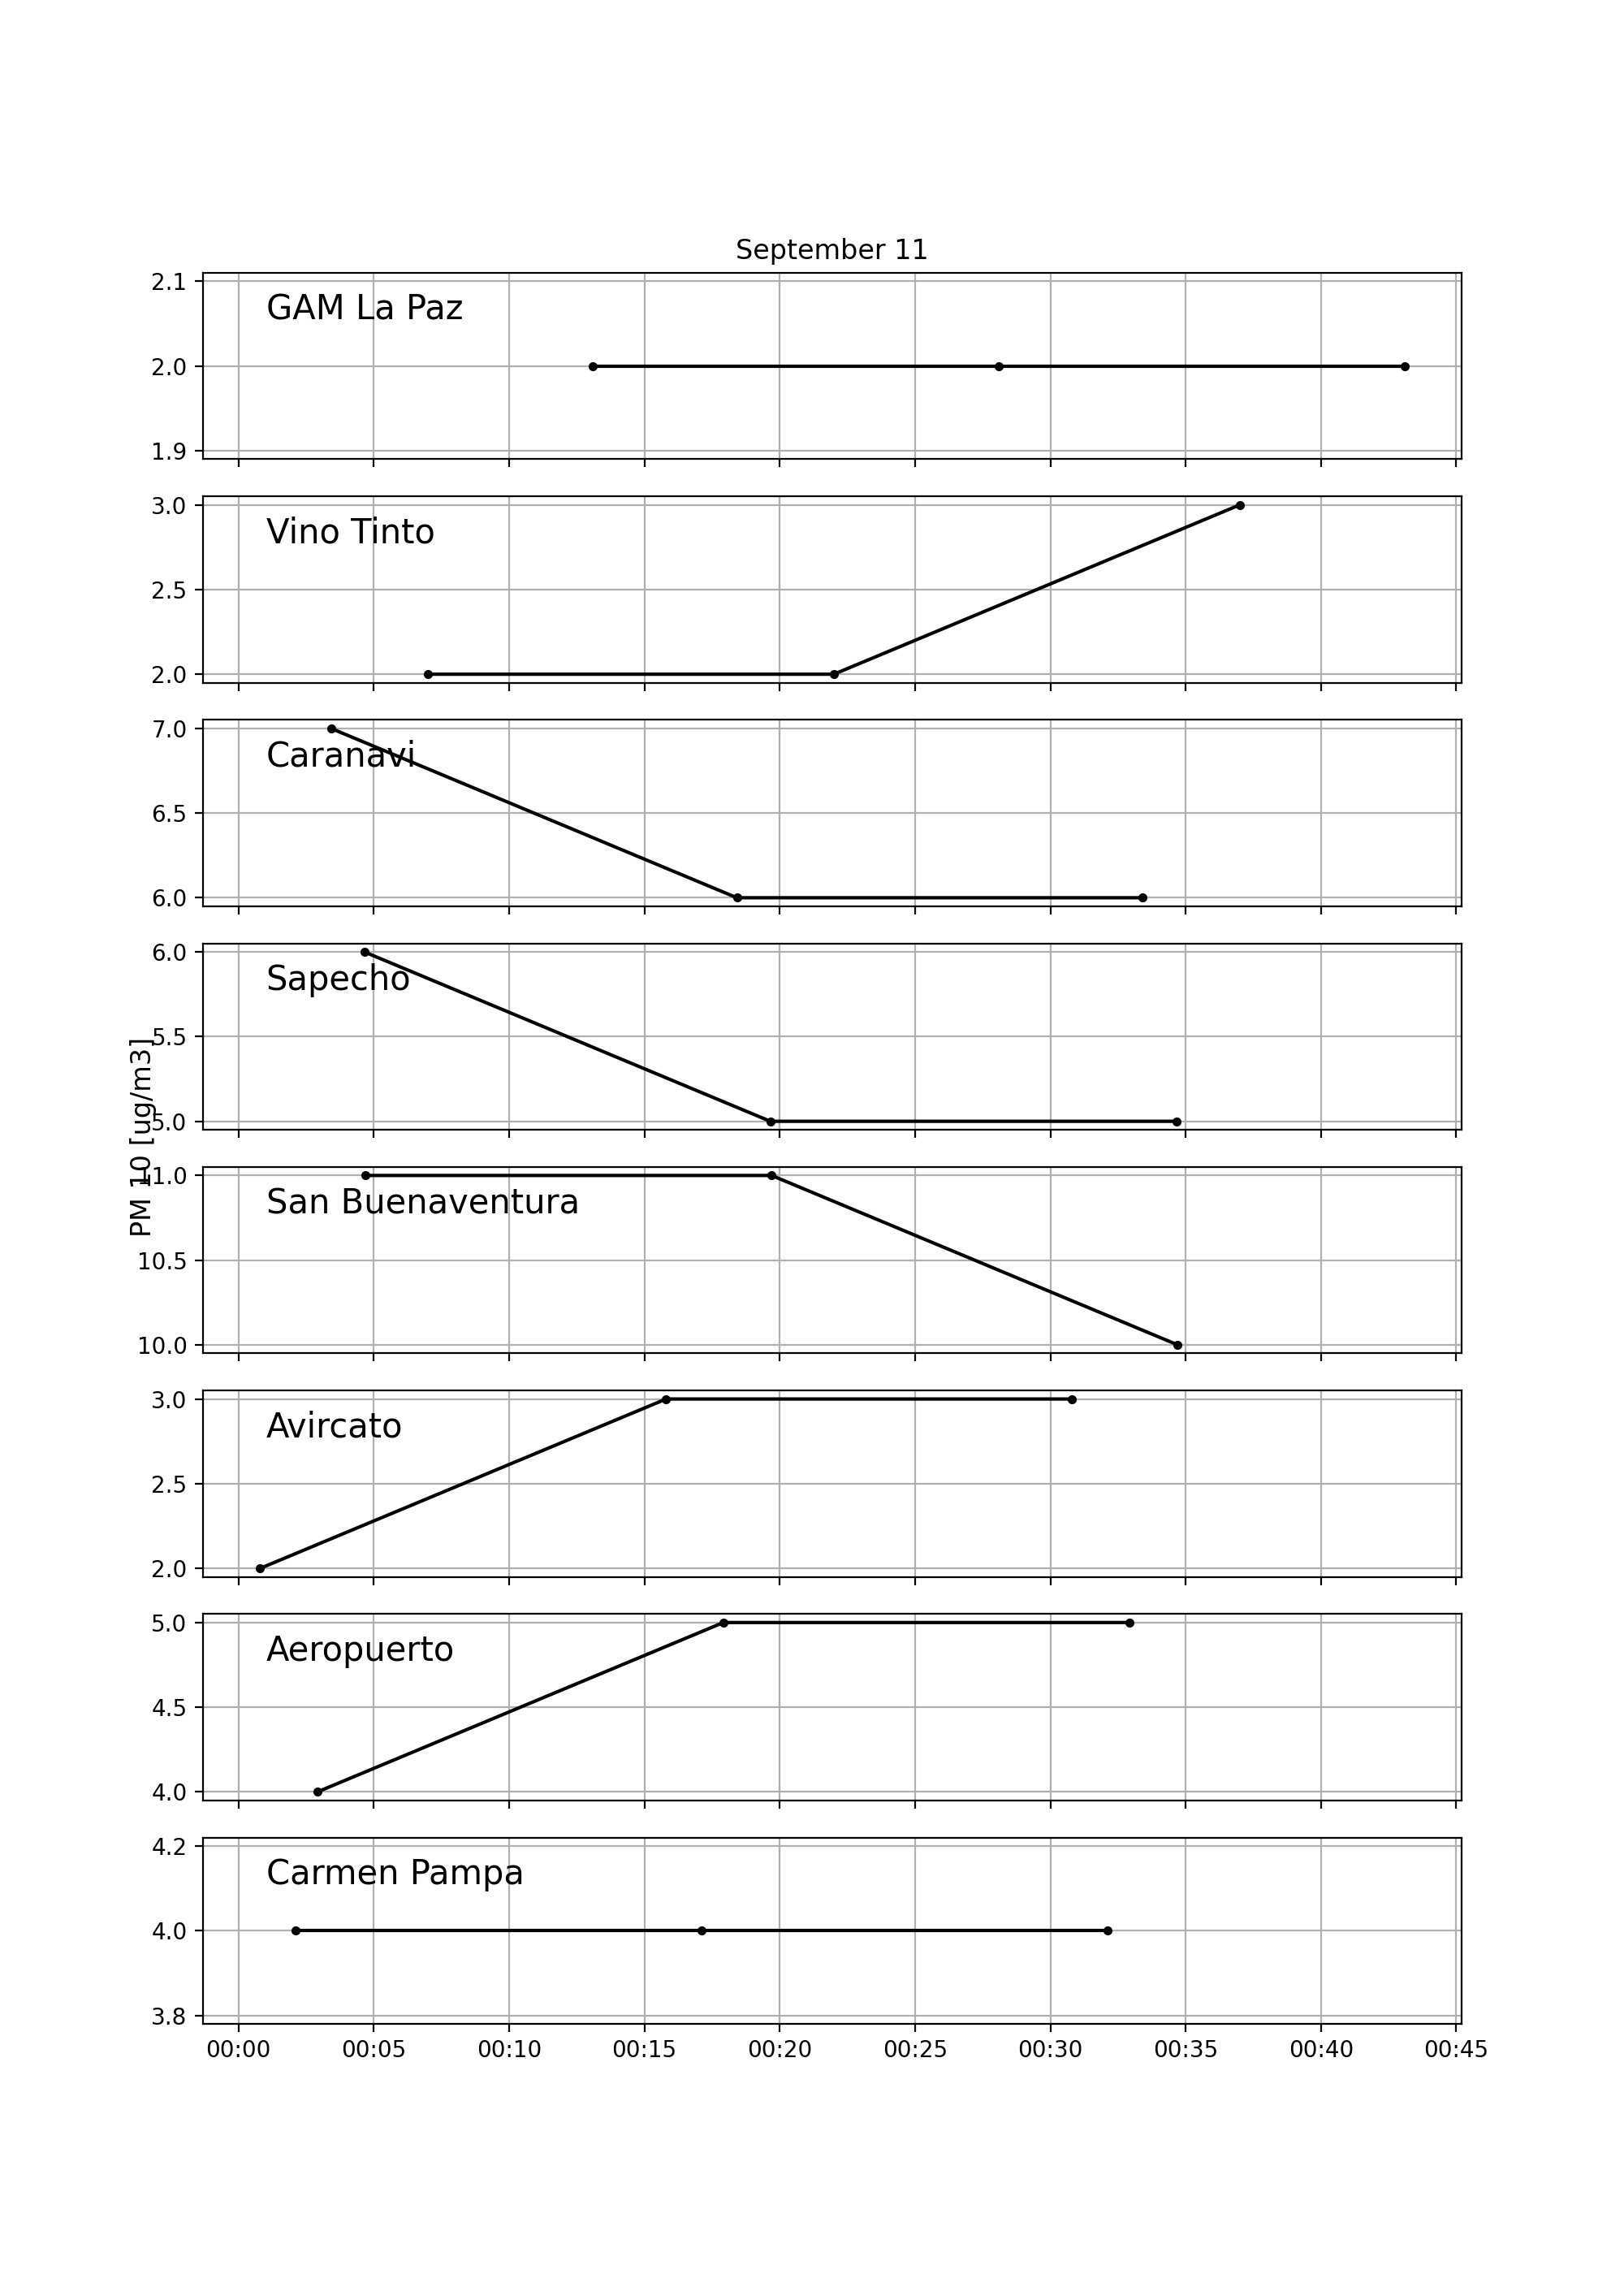 September 11
2.1
GAM La Paz
2.0
1.9
3.0
Vino Tinto
2.5
2.0
7.0
Caranavi
6.5
6.0
6.0
Sapecho
5.5
5.0
PM 10 [ug/m3]
11.0
San Buenaventura
10.5
10.0
3.0
Avircato
2.5
2.0
5.0
Aeropuerto
4.5
4.0
4.2
Carmen Pampa
4.0
3.8
00:00 00:05 00:10 00:15 00:20 00:25 00:30 00:35 00:40 00:45